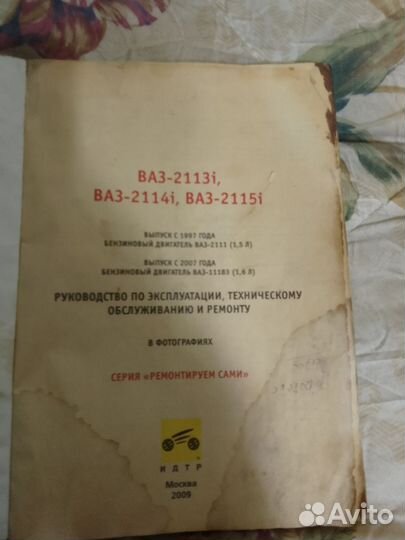 ВАЗ-2113i,
ВАЗ-2114i, ВАЗ-2115i
ВЫПУСК С 1997 ГОДА
БЕНЗИНОВЫЙ ДВИГАТЕЛЬ ВАЗ-2111 (1,5 Л)
ВЫПУСК С 2007 ГОДА
БЕНЗИНОВЫЙ ДВИГАТЕЛЬ ВАЗ-11183 (1,6 Л)
РУКОВОДСТВО ПО ЭКСПЛУАТАЦИИ, ТЕХНИЧЕСКОМУ
ОБСЛУЖИВАНИЮ И РЕМОНТУ
В ФОТОГРАФИЯХ
СЕРИЯ «РЕМОНТИРУЕМ САМИ»
ИДТР
Москва
2009
Avito